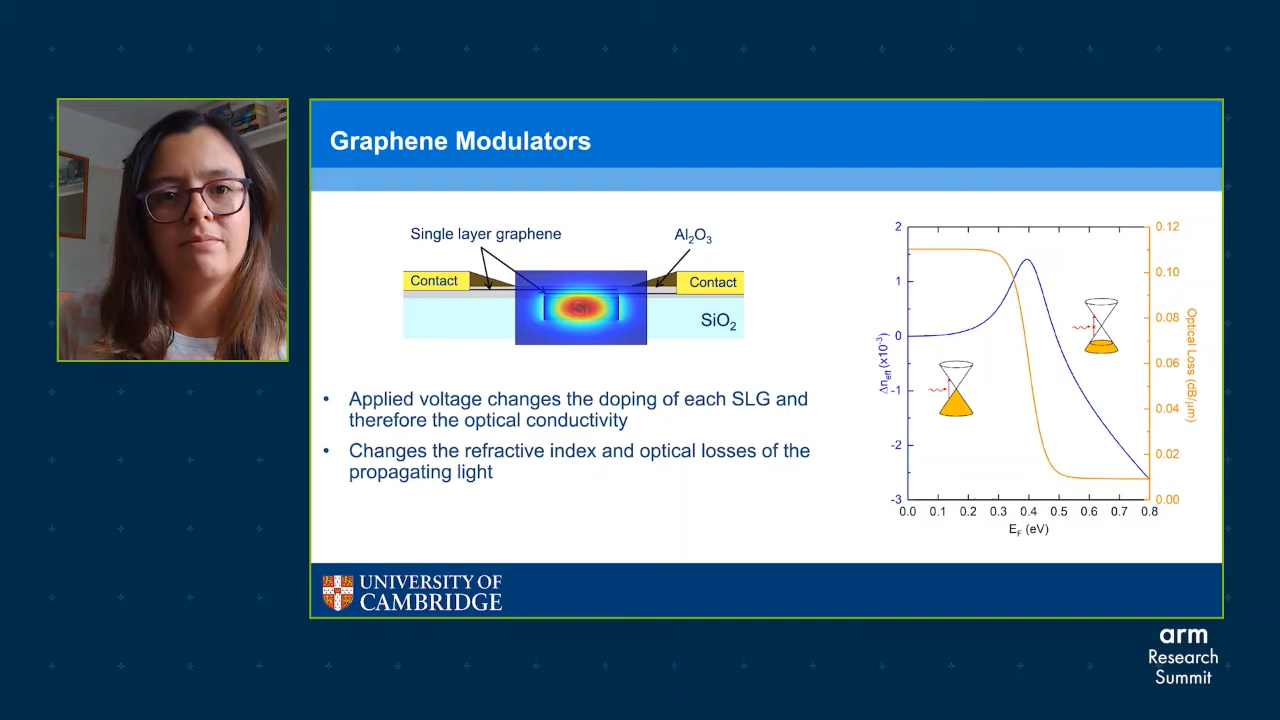 Graphene Modulators
Single layer graphene
Al₂O₃
Contact
Contact
Si
SiO₂
Applied voltage changes the doping of each SLG and
therefore the optical conductivity
Changes the refractive index and optical losses of the
propagating light
2
1
0
-1
-2
-3
Δn_eff (x10⁻³)
0.12
0.10
0.08
0.06
0.04
0.02
0.00
Optical Loss (dB/μm)
0.0 0.1 0.2 0.3 0.4 0.5 0.6 0.7 0.8
E_F (eV)
UNIVERSITY OF
CAMBRIDGE
arm
Research
Summit